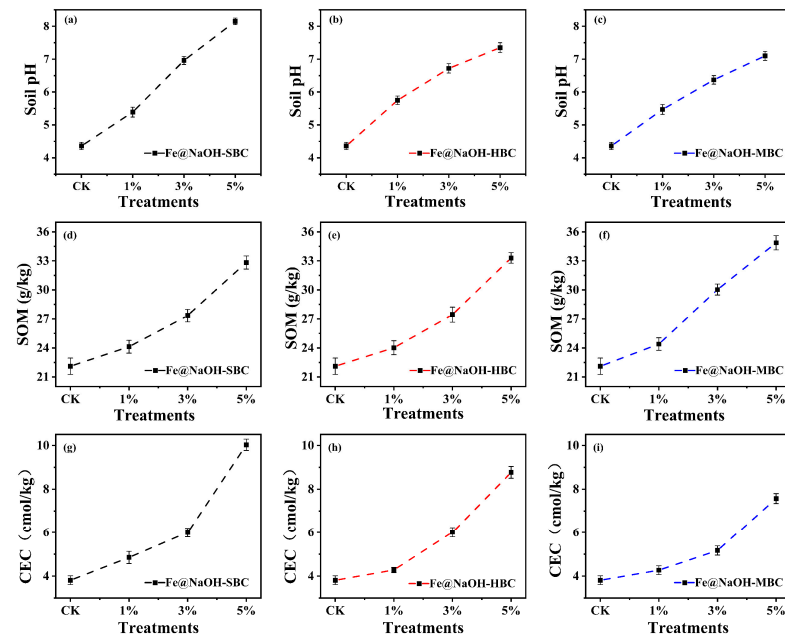 (a)
Soil pH
8
7
6
5
4
Fe@NaOH-SBC
CK 1% 3% 5%
Treatments
(b)
Soil pH
8
7
6
5
4
Fe@NaOH-HBC
CK 1% 3% 5%
Treatments
(c)
Soil pH
8
7
6
5
4
Fe@NaOH-MBC
CK 1% 3% 5%
Treatments
(d)
SOM (g/kg)
36
33
30
27
24
21
Fe@NaOH-SBC
CK 1% 3% 5%
Treatments
(e)
SOM (g/kg)
36
33
30
27
24
21
Fe@NaOH-HBC
CK 1% 3% 5%
Treatments
(f)
SOM (g/kg)
36
33
30
27
24
21
Fe@NaOH-MBC
CK 1% 3% 5%
Treatments
(g)
CEC（cmol/kg）
10
8
6
4
Fe@NaOH-SBC
CK 1% 3% 5%
Treatments
(h)
CEC（cmol/kg）
10
8
6
4
Fe@NaOH-HBC
CK 1% 3% 5%
Treatments
(i)
CEC（cmol/kg）
10
8
6
4
Fe@NaOH-MBC
CK 1% 3% 5%
Treatments